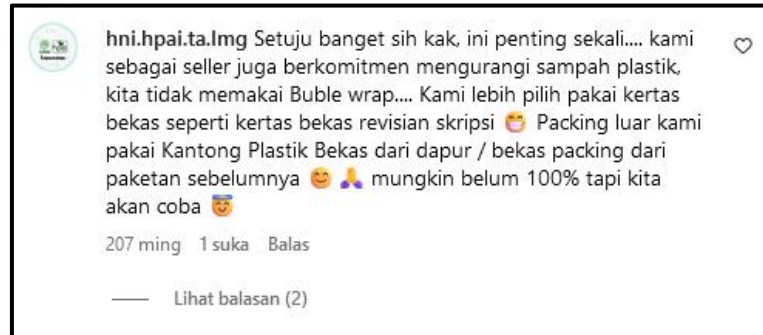 hni.hpai.ta.lmg Setuju banget sih kak, ini penting sekali.... kami
sebagai seller juga berkomitmen mengurangi sampah plastik,
kita tidak memakai Buble wrap.... Kami lebih pilih pakai kertas
bekas seperti kertas bekas revisian skripsi 😁 Packing luar kami
pakai Kantong Plastik Bekas dari dapur / bekas packing dari
paketan sebelumnya 😊 🙏 mungkin belum 100% tapi kita
akan coba 😇
207 ming 1 suka Balas
Lihat balasan (2)